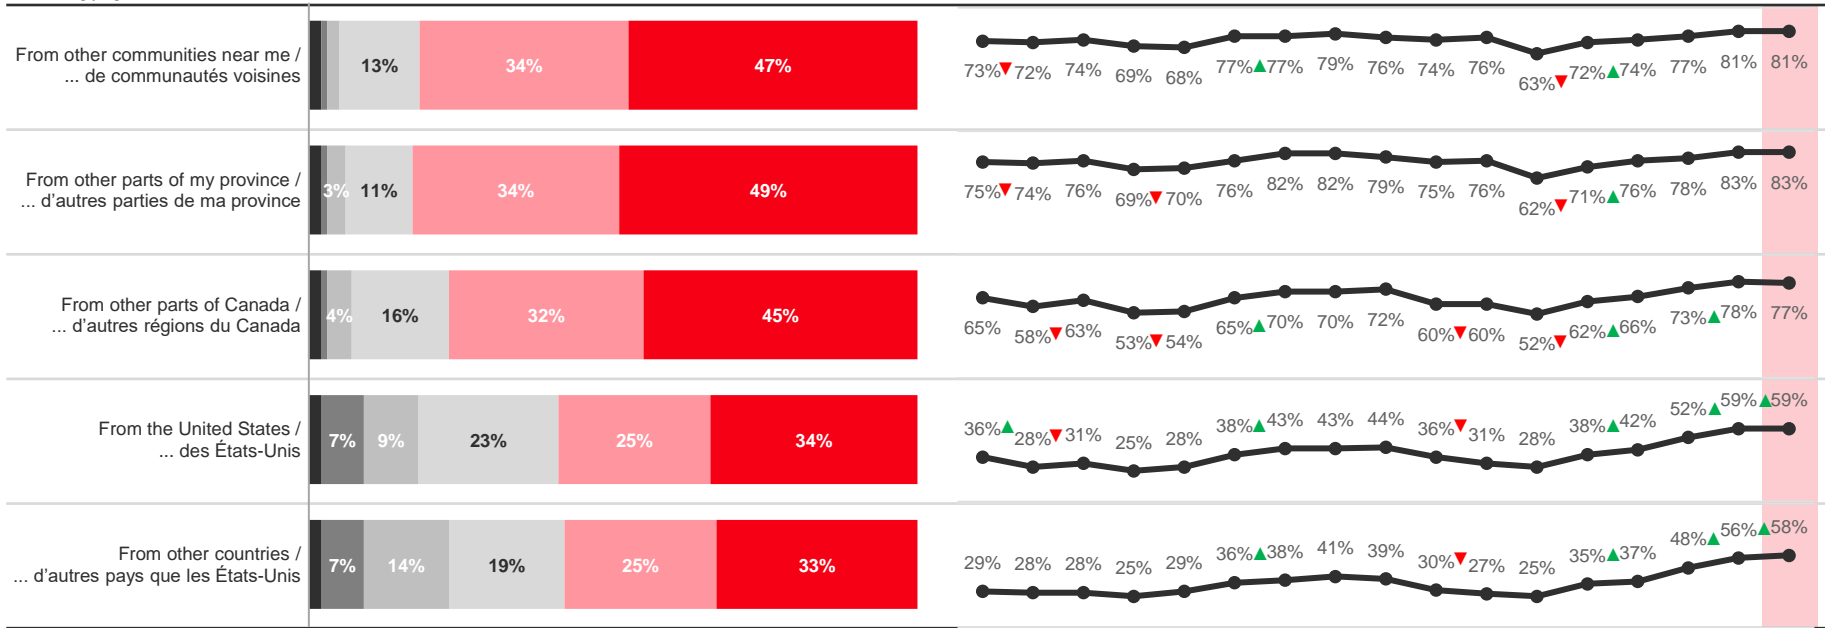 From other communities near me /
... de communautés voisines
13% 34% 47%
73%▼72% 74% 69% 68% 77%▲77% 79% 76% 74% 76% 63%▼72%▲74% 77% 81% 81%
From other parts of my province /
... d'autres parties de ma province
3% 11% 34% 49%
75%▼74% 76% 69%▼70% 76% 82% 82% 79% 75% 76% 62%▼71%▲76% 78% 83% 83%
From other parts of Canada /
... d'autres régions du Canada
4% 16% 32% 45%
65% 58%▼63% 53%▼54% 65%▲70% 70% 72% 60%▼60% 52%▼62%▲66% 73%▲78% 77%
From the United States /
... des États-Unis
7% 9% 23% 25% 34%
36%▲28%▼31% 25% 28% 38%▲43% 43% 44% 36%▼31% 28% 38%▲42% 52%▲59%▲59%
From other countries /
... d'autres pays que les États-Unis
7% 14% 19% 25% 33%
29% 28% 28% 25% 29% 36%▲38% 41% 39% 30%▼27% 25% 35%▲37% 48%▲56%▲58%